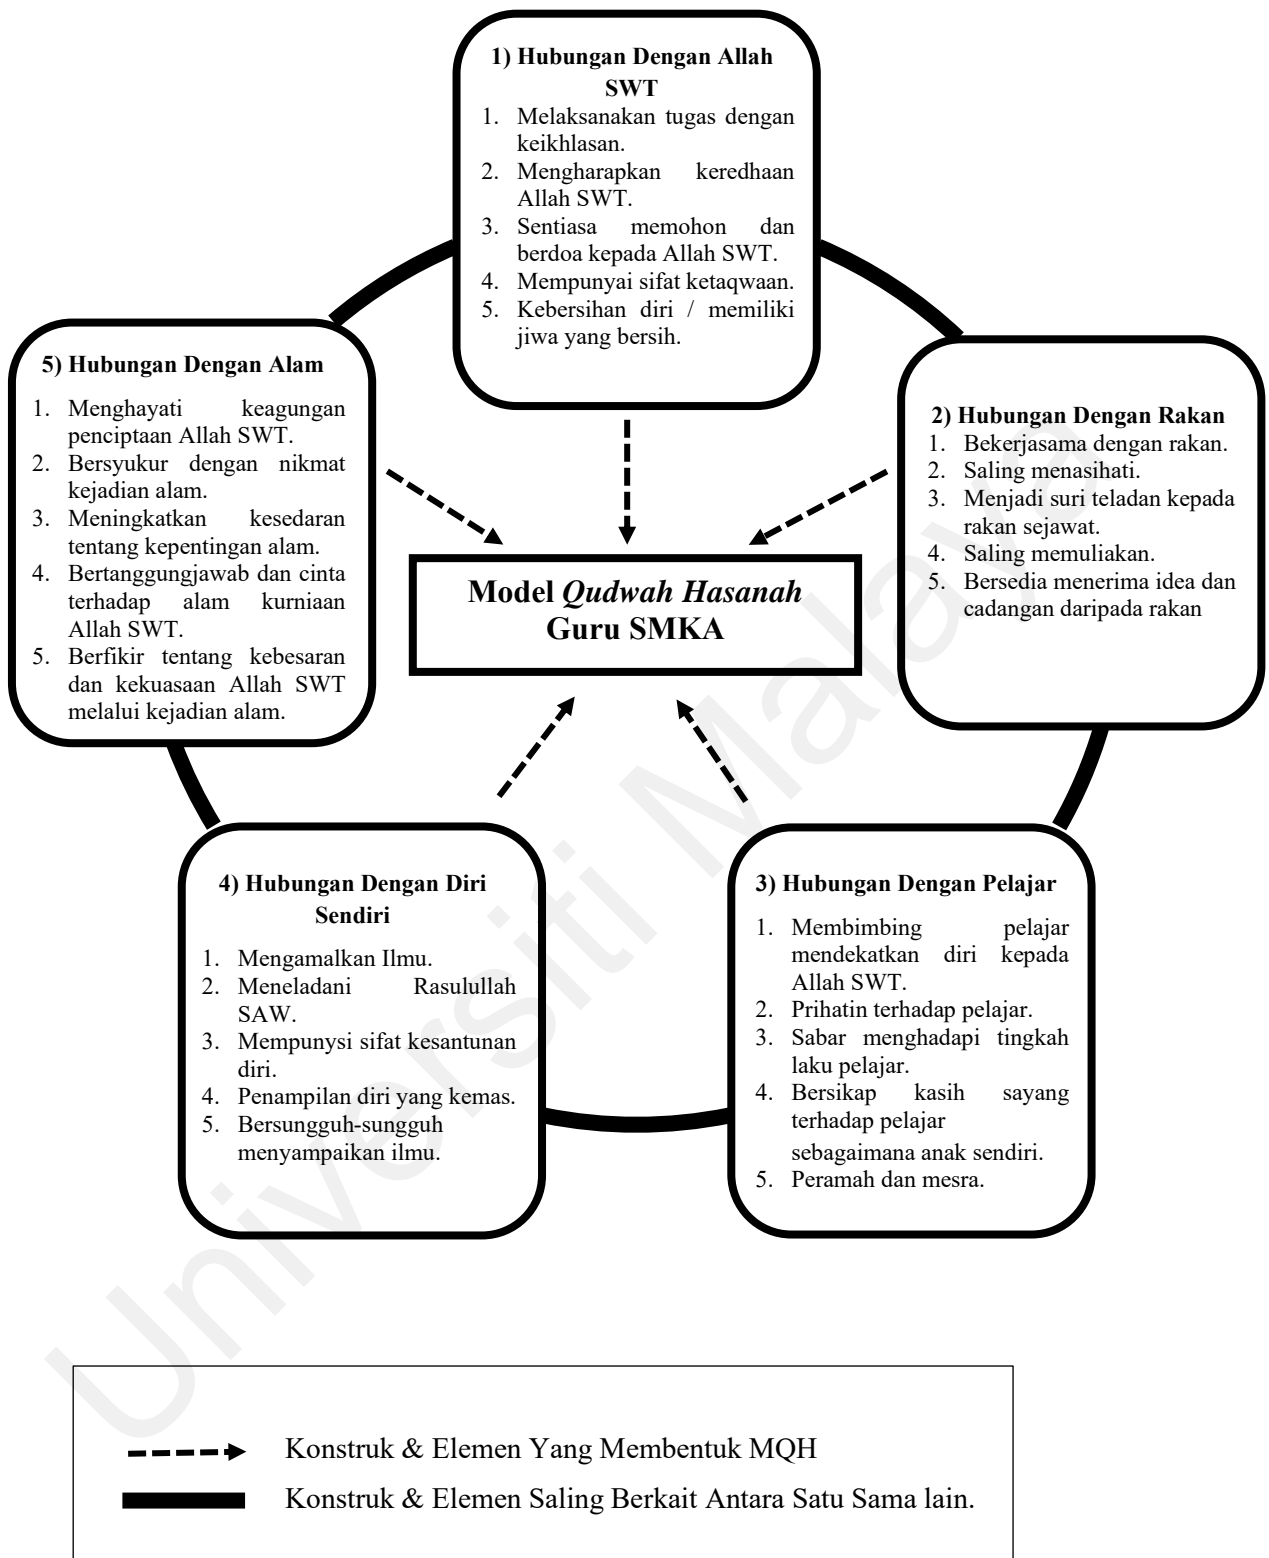 1) Hubungan Dengan Allah
SWT
1. Melaksanakan tugas dengan
keikhlasan.
2. Mengharapkan keredhaan
Allah SWT.
3. Sentiasa memohon dan
berdoa kepada Allah SWT.
4. Mempunyai sifat ketaqwaan.
5. Kebersihan diri / memiliki
jiwa yang bersih.
5) Hubungan Dengan Alam
1. Menghayati keagungan
penciptaan Allah SWT.
2. Bersyukur dengan nikmat
kejadian alam.
3. Meningkatkan kesedaran
tentang kepentingan alam.
4. Bertanggungjawab dan cinta
terhadap alam kurniaan
Allah SWT.
5. Berfikir tentang kebesaran
dan kekuasaan Allah SWT
melalui kejadian alam.
2) Hubungan Dengan Rakan
1. Bekerjasama dengan rakan.
2. Saling menasihati.
3. Menjadi suri teladan kepada
rakan sejawat.
4. Saling memuliakan.
5. Bersedia menerima idea dan
cadangan daripada rakan
Model Qudwah Hasanah
Guru SMKA
4) Hubungan Dengan Diri
Sendiri
1. Mengamalkan Ilmu.
2. Meneladani Rasulullah
SAW.
3. Mempunysi sifat kesantunan
diri.
4. Penampilan diri yang kemas.
5. Bersungguh-sungguh
menyampaikan ilmu.
3) Hubungan Dengan Pelajar
1. Membimbing pelajar
mendekatkan diri kepada
Allah SWT.
2. Prihatin terhadap pelajar.
3. Sabar menghadapi tingkah
laku pelajar.
4. Bersikap kasih sayang
terhadap pelajar
sebagaimana anak sendiri.
5. Peramah dan mesra.
Konstruk & Elemen Yang Membentuk MQH
Konstruk & Elemen Saling Berkait Antara Satu Sama lain.
Universiti Malaya